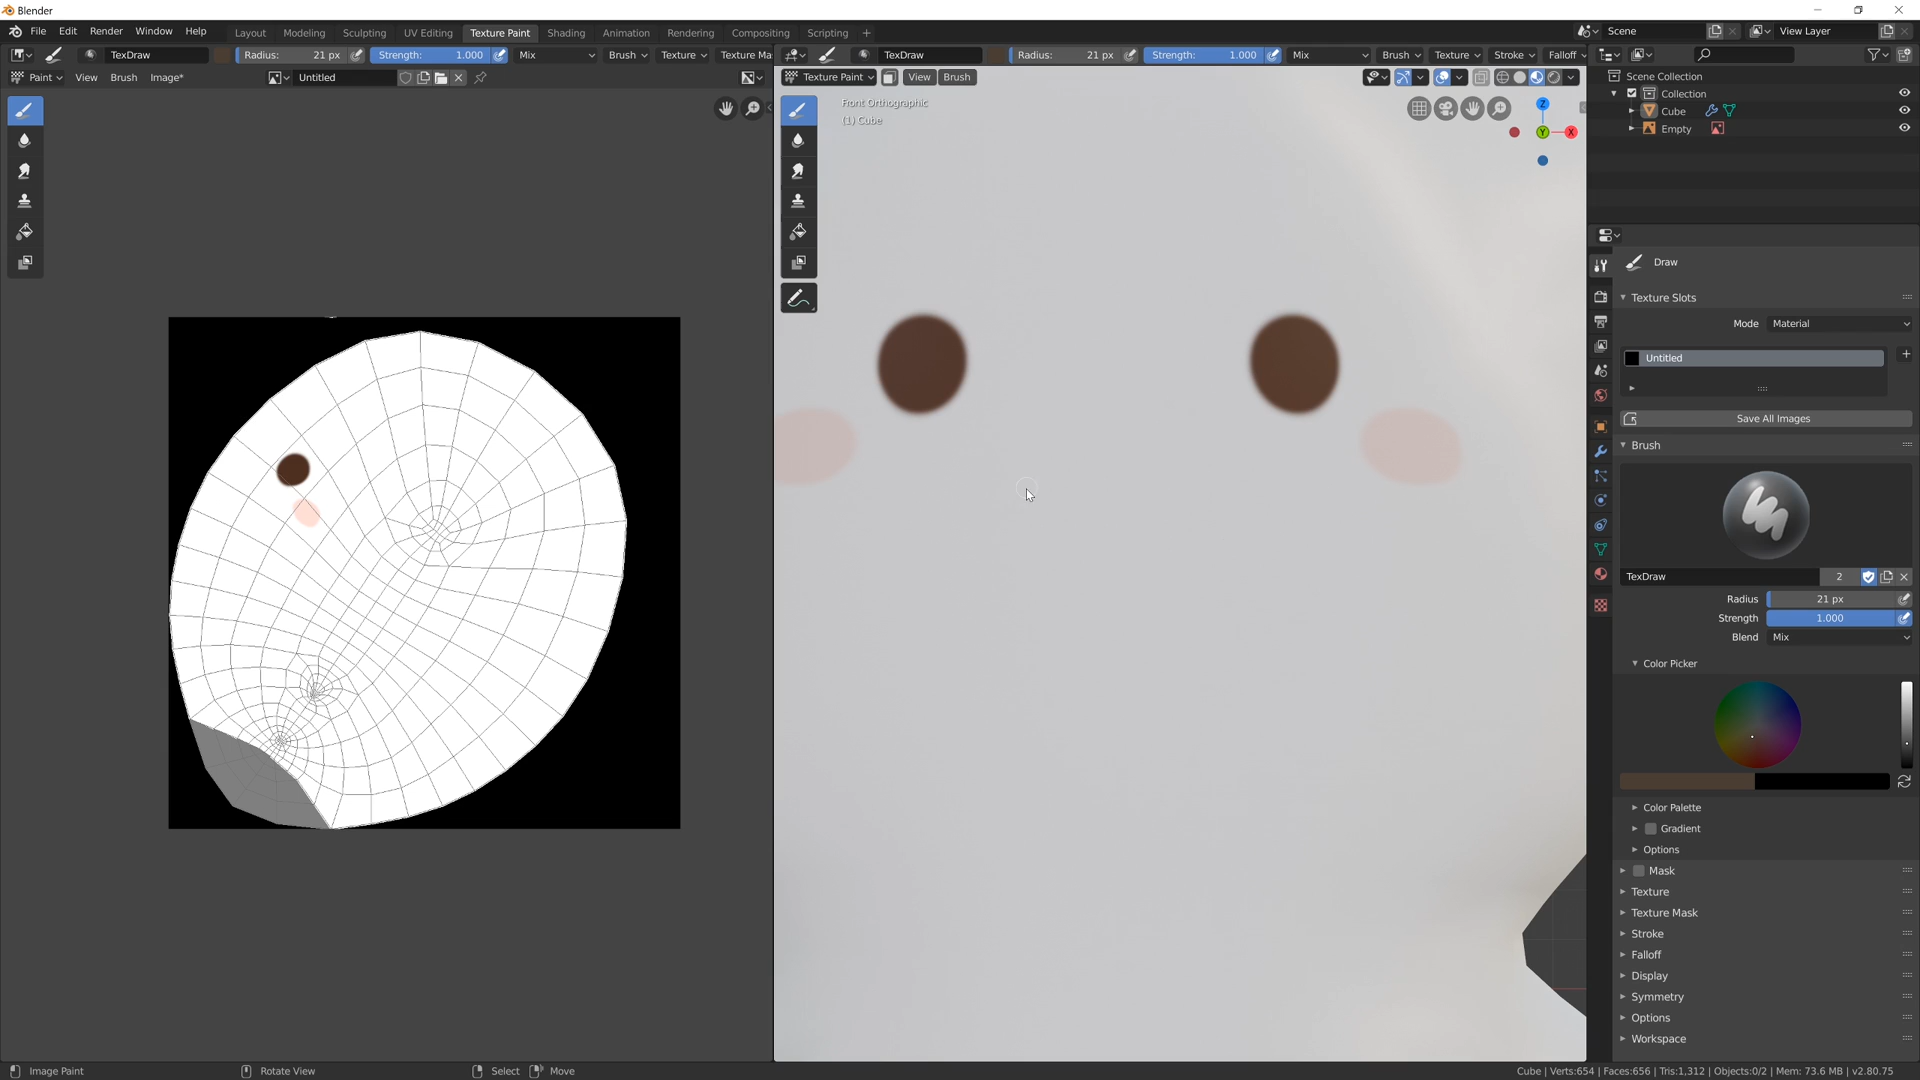 Blender
File Edit Render Window Help Layout Modeling Sculpting UV Editing Texture Paint Shading Animation Rendering Compositing Scripting + Scene View Layer
TexDraw Radius: 21 px Strength: 1.000 Mix Brush Texture Texture Ma
TexDraw Radius: 21 px Strength: 1.000 Mix Brush Texture Stroke Falloff
Paint View Brush Image* Untitled
Texture Paint View Brush
Front Orthographic
(1) Cube
Z
Y
X
Scene Collection
Collection
Cube
Empty
Draw
Texture Slots
Mode Material
Untitled
Save All Images
Brush
TexDraw 2
Radius 21 px
Strength 1.000
Blend Mix
Color Picker
Color Palette
Gradient
Options
Mask
Texture
Texture Mask
Stroke
Falloff
Display
Symmetry
Options
Workspace
Image Paint Rotate View Select Move
Cube | Verts:654 | Faces:656 | Tris:1,312 | Objects:0/2 | Mem: 73.6 MB | v2.80.75